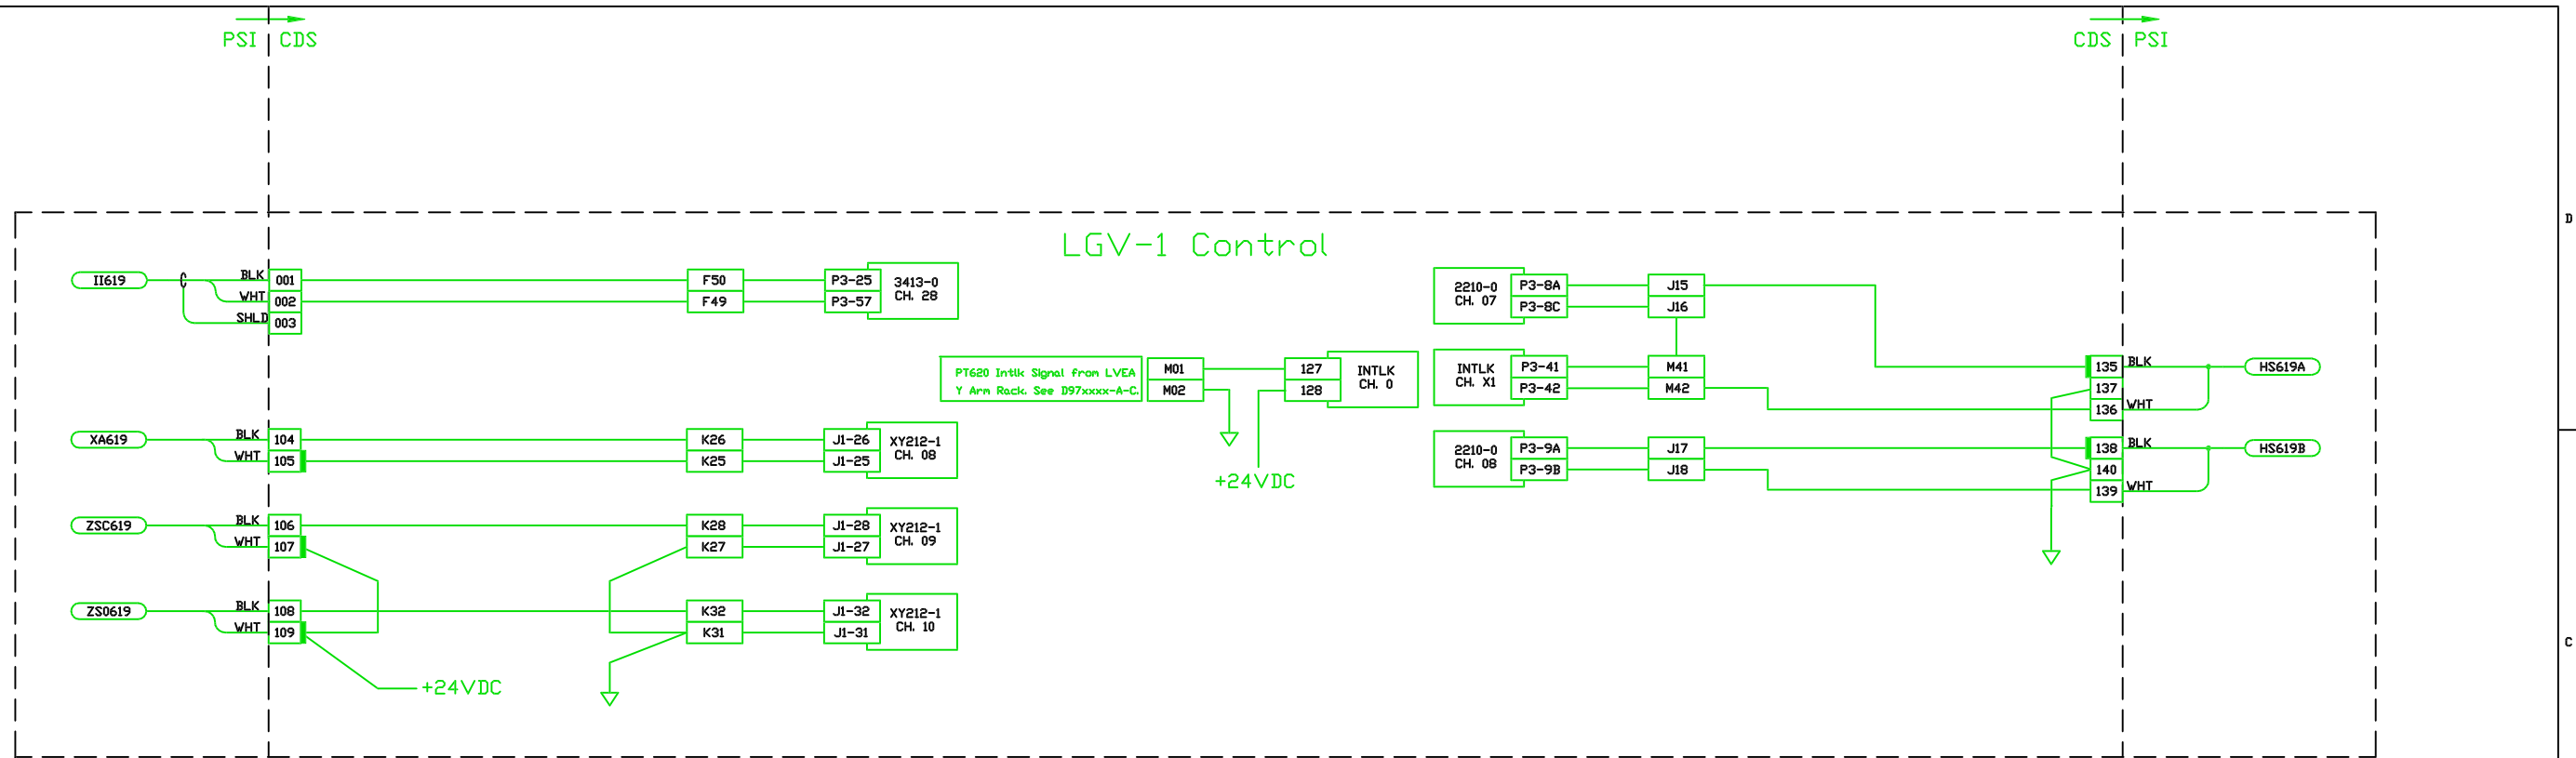 PSI CDS
CDS PSI
D
LGV-1 Control
II619
BLK 001
WHT 002
SHLD 003
F50
F49
P3-25
P3-57
3413-0
CH. 28
2210-0
CH. 07
P3-8A
P3-8C
J15
J16
PT620 Intlk Signal from LVEA
Y Arm Rack. See D97xxxx-A-C.
M01
M02
127
128
INTLK
CH. 0
+24VDC
INTLK
CH. X1
P3-41
P3-42
M41
M42
135 BLK
137
136 WHT
HS619A
XA619
BLK 104
WHT 105
K26
K25
J1-26
J1-25
XY212-1
CH. 08
2210-0
CH. 08
P3-9A
P3-9B
J17
J18
138 BLK
140
139 WHT
HS619B
ZSC619
BLK 106
WHT 107
K28
K27
J1-28
J1-27
XY212-1
CH. 09
ZSO619
BLK 108
WHT 109
K32
K31
J1-32
J1-31
XY212-1
CH. 10
C
+24VDC